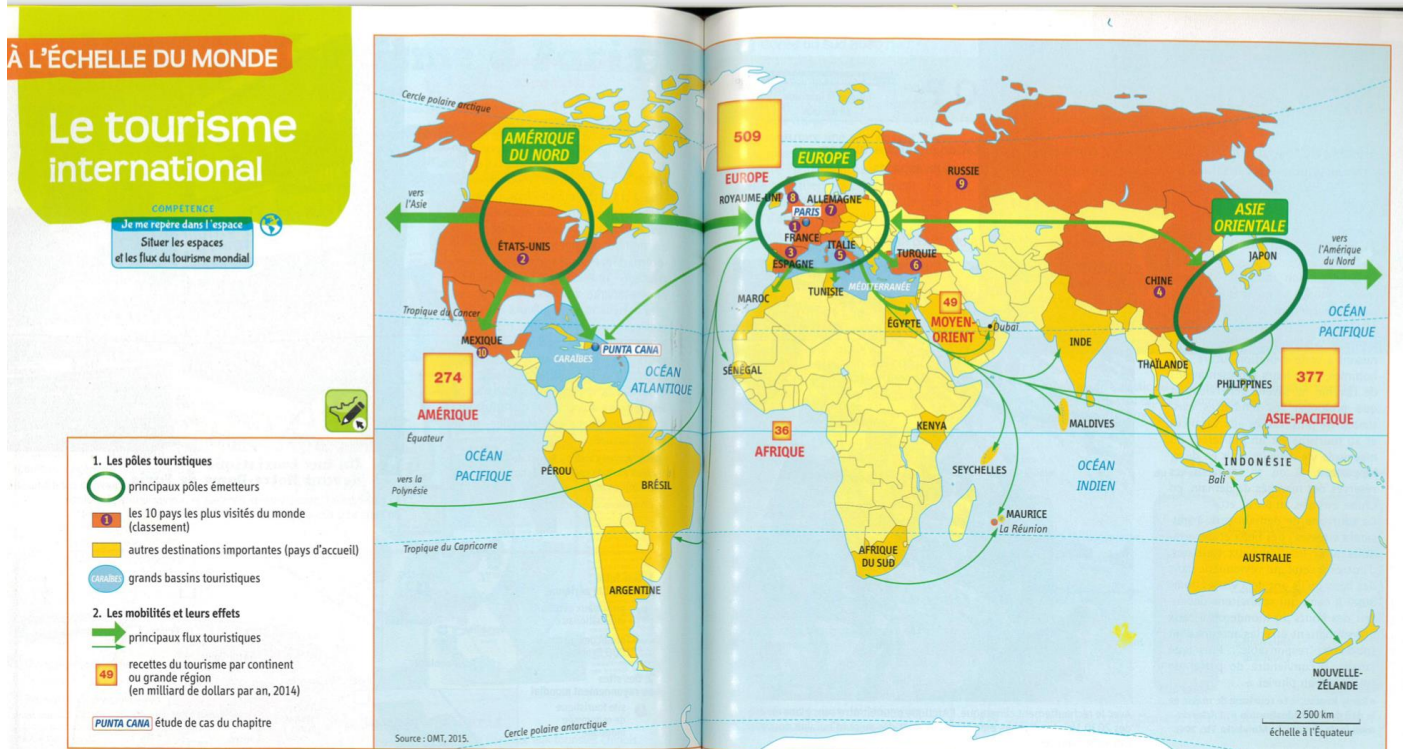 À L'ÉCHELLE DU MONDE
Le tourisme
international
COMPÉTENCE
Je me repère dans l'espace
Situer les espaces
et les flux du tourisme mondial
1. Les pôles touristiques
principaux pôles émetteurs
1
les 10 pays les plus visités du monde
(classement)
autres destinations importantes (pays d'accueil)
CARAÏBES
grands bassins touristiques
2. Les mobilités et leurs effets
principaux flux touristiques
49
recettes du tourisme par continent
ou grande région
(en milliard de dollars par an, 2014)
PUNTA CANA
étude de cas du chapitre
Cercle polaire arctique
AMÉRIQUE
DU NORD
vers
l'Asie
ÉTATS-UNIS
2
Tropique du Cancer
MEXIQUE
10
CARAÏBES
PUNTA CANA
OCÉAN
ATLANTIQUE
274
AMÉRIQUE
Équateur
OCÉAN
PACIFIQUE
PÉROU
BRÉSIL
vers la
Polynésie
Tropique du Capricorne
ARGENTINE
Source : OMT, 2015.
Cercle polaire antarctique
509
EUROPE
EUROPE
ROYAUME-UNI
8
ALLEMAGNE
7
PARIS
1
FRANCE
3
ESPAGNE
ITALIE
5
TURQUIE
6
MÉDITERRANÉE
RUSSIE
9
ASIE
ORIENTALE
JAPON
vers
l'Amérique
du Nord
CHINE
4
OCÉAN
PACIFIQUE
MAROC
TUNISIE
ÉGYPTE
49
MOYEN-
ORIENT
Dubaï
INDE
THAÏLANDE
PHILIPPINES
377
ASIE-PACIFIQUE
SÉNÉGAL
36
AFRIQUE
KENYA
MALDIVES
SEYCHELLES
OCÉAN
INDIEN
INDONÉSIE
Bali
MAURICE
La Réunion
AFRIQUE
DU SUD
AUSTRALIE
NOUVELLE-
ZÉLANDE
2 500 km
échelle à l'Équateur